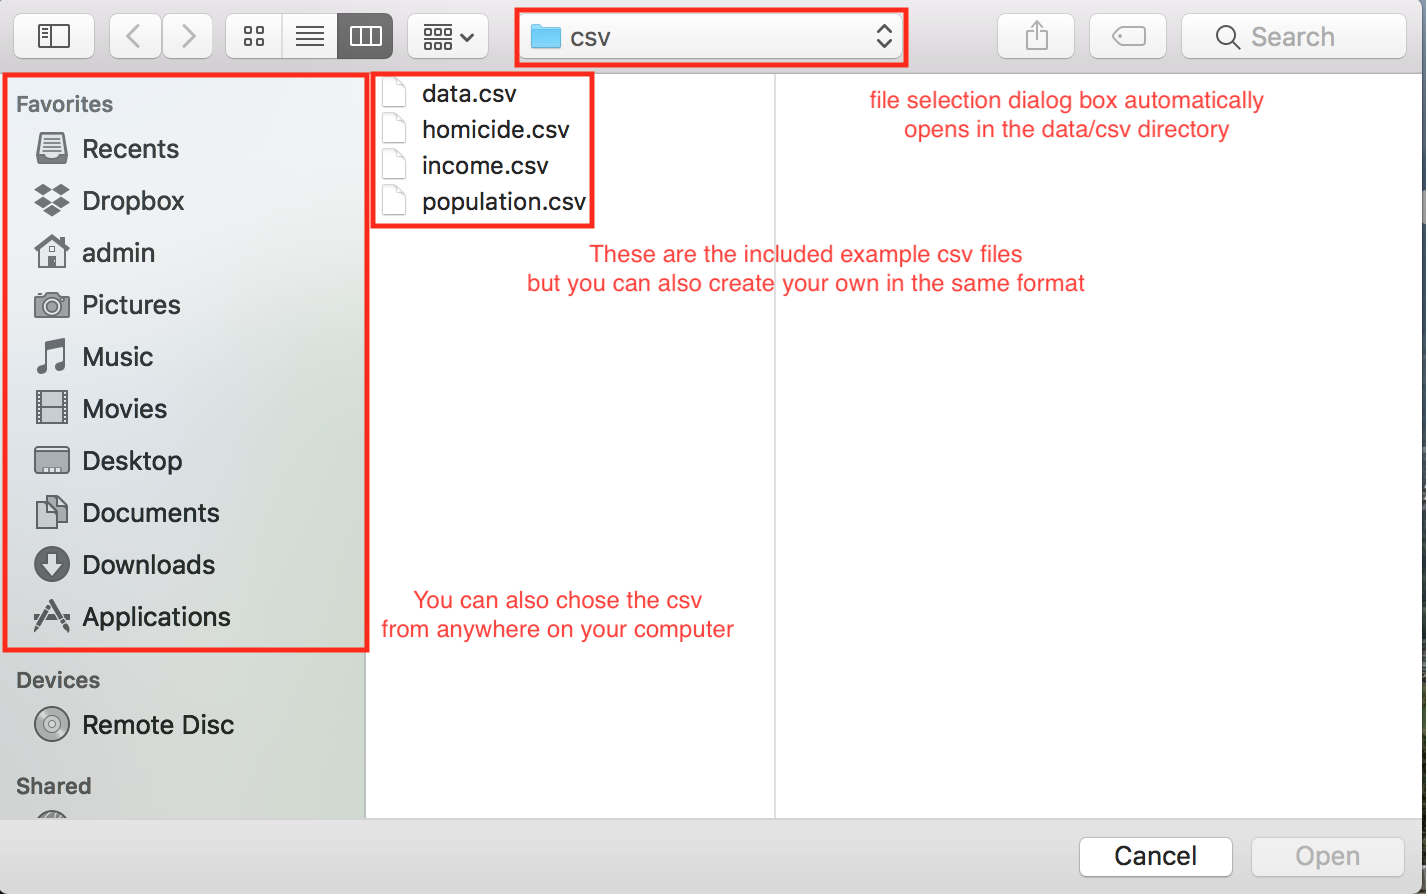 csv
Search
Favorites
Recents
Dropbox
admin
Pictures
Music
Movies
Desktop
Documents
Downloads
Applications
Devices
Remote Disc
Shared
data.csv
homicide.csv
income.csv
population.csv
file selection dialog box automatically
opens in the data/csv directory
These are the included example csv files
but you can also create your own in the same format
You can also chose the csv
from anywhere on your computer
Cancel
Open